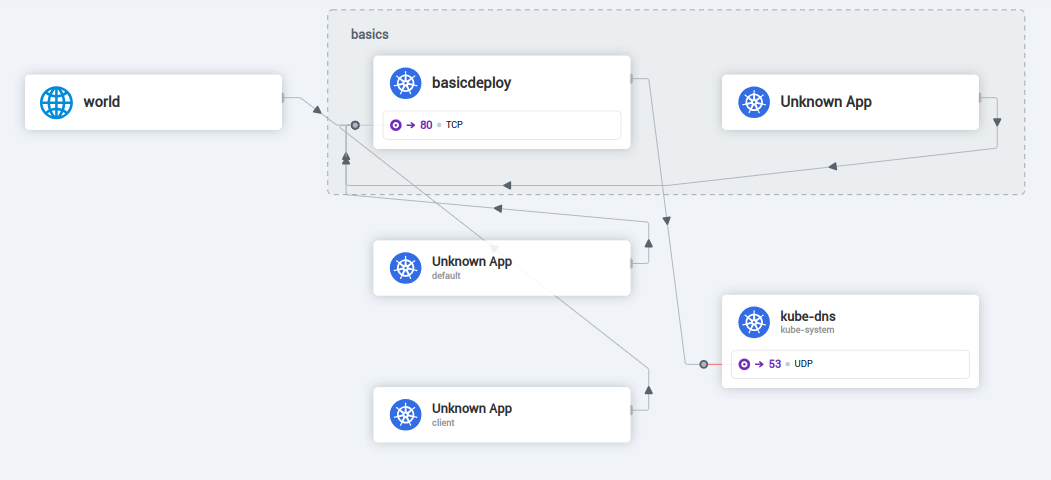 basics
world
basicdeploy
80 TCP
Unknown App
Unknown App
default
kube-dns
kube-system
53 UDP
Unknown App
client